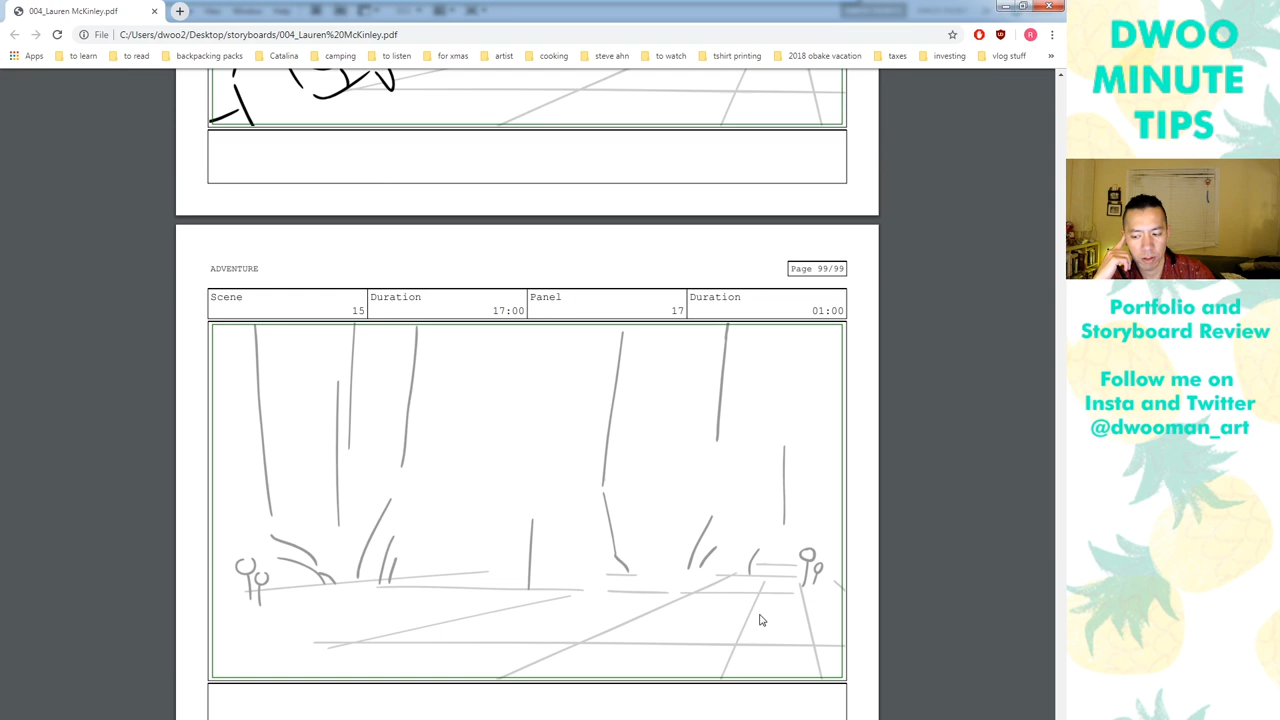 004_Lauren McKinley.pdf
File | C:/Users/dwoo2/Desktop/storyboards/004_Lauren%20McKinley.pdf
Apps to learn to read backpacking packs Catalina camping to listen for xmas artist cooking steve ahn to watch tshirt printing 2018 obake vacation taxes investing vlog stuff »
ADVENTURE Page 99/99
Scene Duration Panel Duration
15 17:00 17 01:00
DWOO
MINUTE
TIPS
Portfolio and
Storyboard Review
Follow me on
Insta and Twitter
@dwooman_art